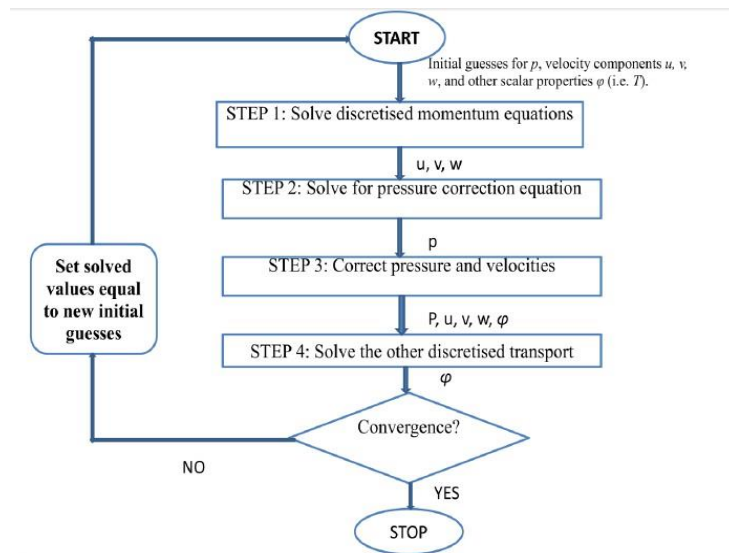 START
Initial guesses for p, velocity components u, v,
w, and other scalar properties φ (i.e. T).
STEP 1: Solve discretised momentum equations
u, v, w
STEP 2: Solve for pressure correction equation
p
STEP 3: Correct pressure and velocities
P, u, v, w, φ
STEP 4: Solve the other discretised transport
φ
Convergence?
Set solved
values equal
to new initial
guesses
NO
YES
STOP